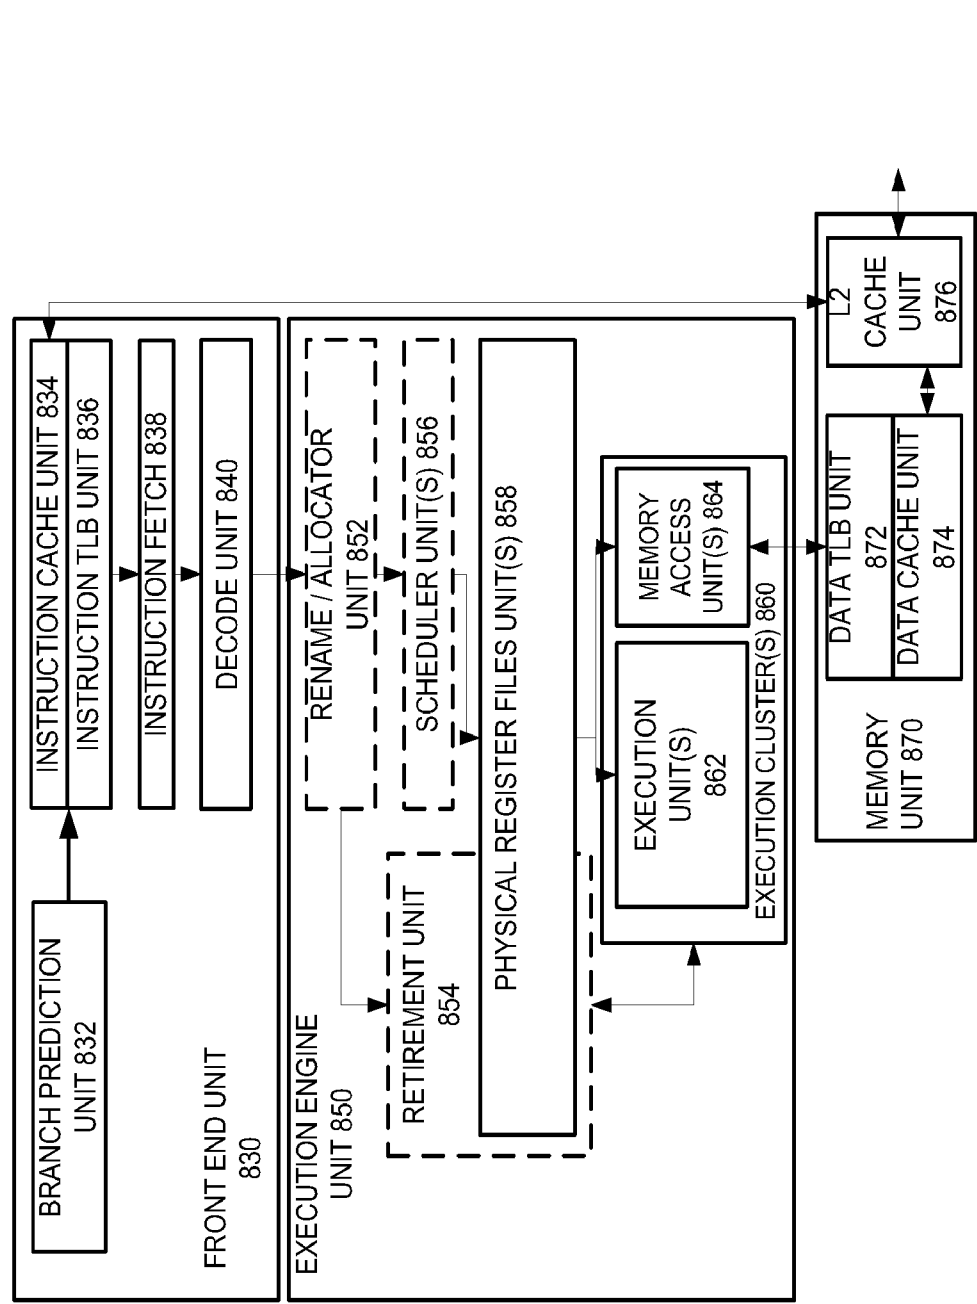 BRANCH PREDICTION
UNIT 832
INSTRUCTION CACHE UNIT 834
INSTRUCTION TLB UNIT 836
INSTRUCTION FETCH 838
DECODE UNIT 840
FRONT END UNIT
830
EXECUTION ENGINE
UNIT 850
RENAME / ALLOCATOR
UNIT 852
SCHEDULER UNIT(S) 856
RETIREMENT UNIT
854
PHYSICAL REGISTER FILES UNIT(S) 858
EXECUTION
UNIT(S)
862
MEMORY
ACCESS
UNIT(S) 864
EXECUTION CLUSTER(S) 860
MEMORY
UNIT 870
DATA TLB UNIT
872
DATA CACHE UNIT
874
L2
CACHE
UNIT
876